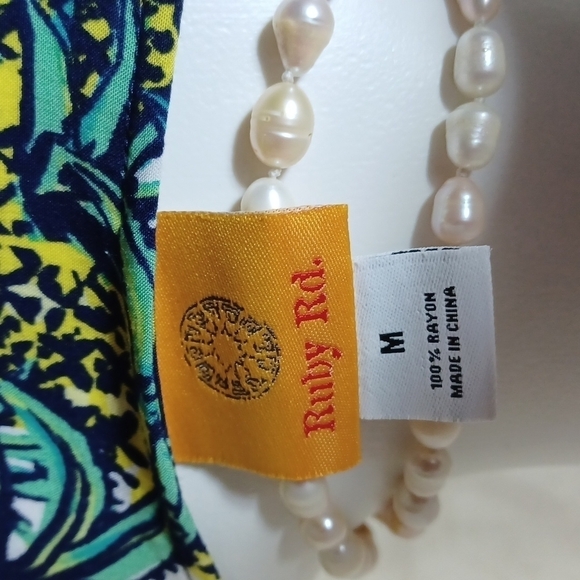 Ruby Rd.
M
100% RAYON
MADE IN CHINA